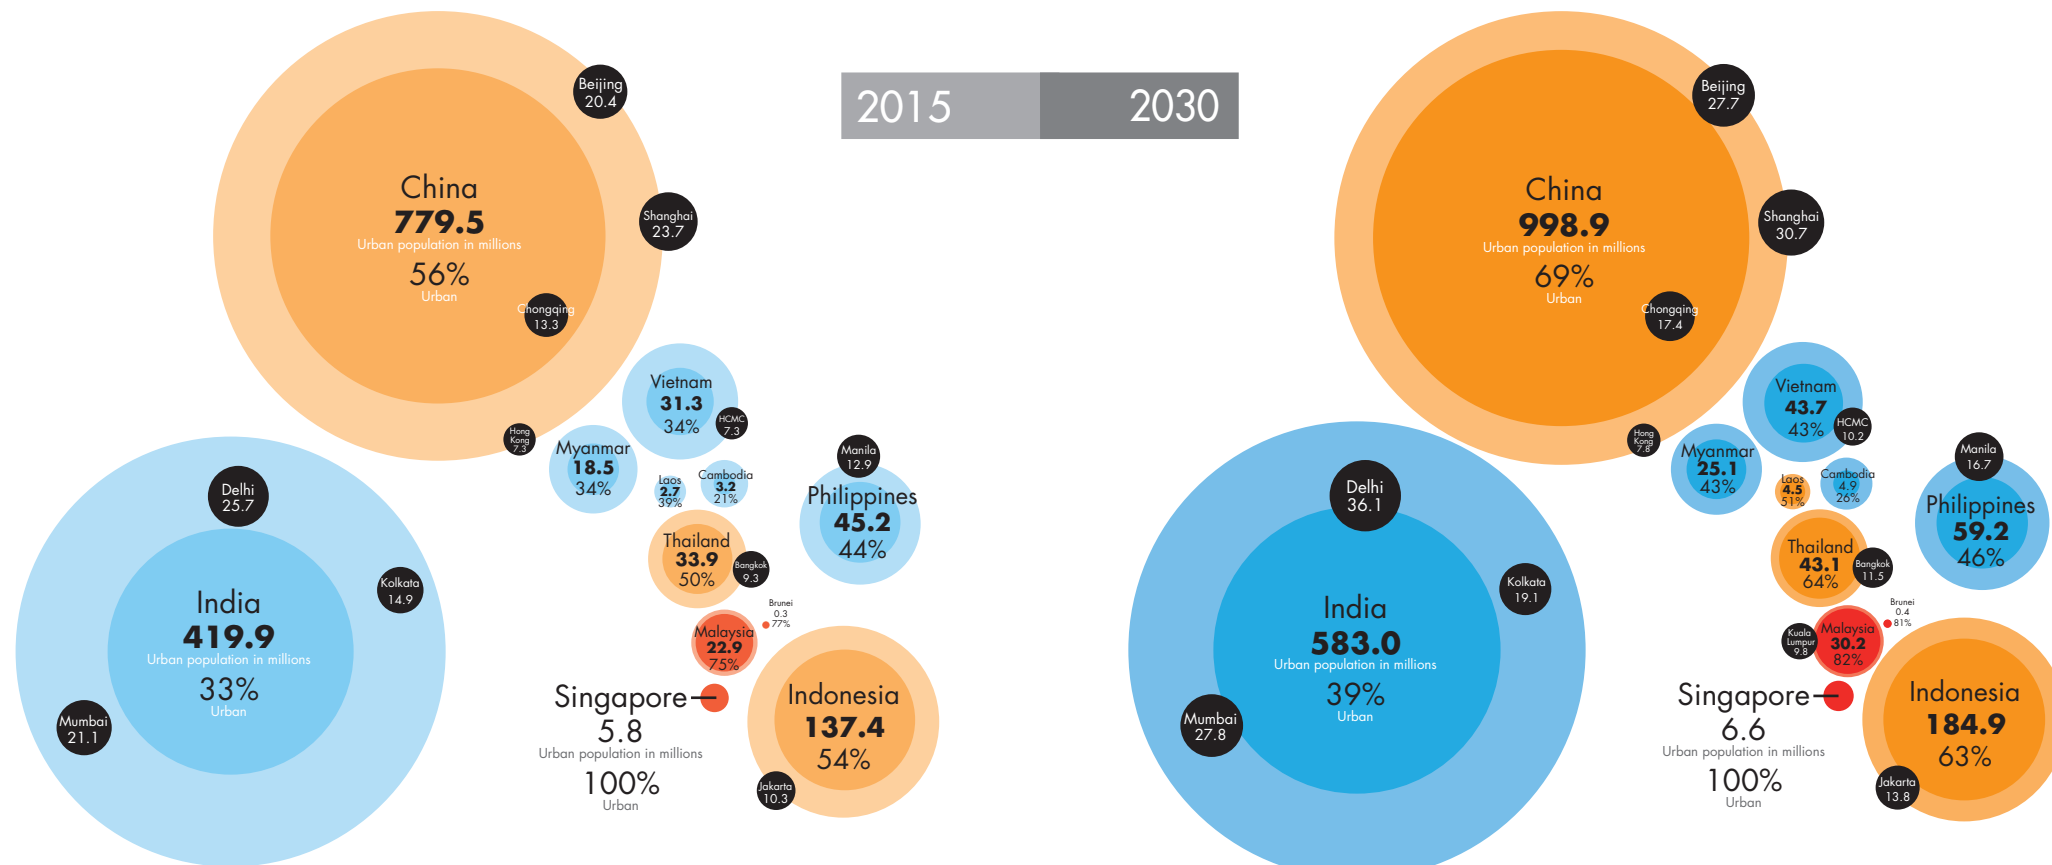 2015
2030
Beijing
20.4
China
779.5
Urban population in millions
56%
Urban
Shanghai
23.7
Chongqing
13.3
Hong
Kong
7.3
Vietnam
31.3
34%
HCMC
7.3
Myanmar
18.5
34%
Laos
2.7
39%
Cambodia
3.2
21%
Manila
12.9
Philippines
45.2
44%
Delhi
25.7
India
419.9
Urban population in millions
33%
Urban
Kolkata
14.9
Mumbai
21.1
Thailand
33.9
50%
Bangkok
9.3
Brunei
0.3
77%
Malaysia
22.9
75%
Singapore
5.8
Urban population in millions
100%
Urban
Indonesia
137.4
54%
Jakarta
10.3
Beijing
27.7
China
998.9
Urban population in millions
69%
Urban
Shanghai
30.7
Chongqing
17.4
Hong
Kong
7.8
Vietnam
43.7
43%
HCMC
10.2
Myanmar
25.1
43%
Laos
4.5
51%
Cambodia
4.9
26%
Manila
16.7
Philippines
59.2
46%
Delhi
36.1
India
583.0
Urban population in millions
39%
Urban
Kolkata
19.1
Mumbai
27.8
Thailand
43.1
64%
Bangkok
11.5
Brunei
0.4
81%
Kuala
Lumpur
9.8
Malaysia
30.2
82%
Singapore
6.6
Urban population in millions
100%
Urban
Indonesia
184.9
63%
Jakarta
13.8